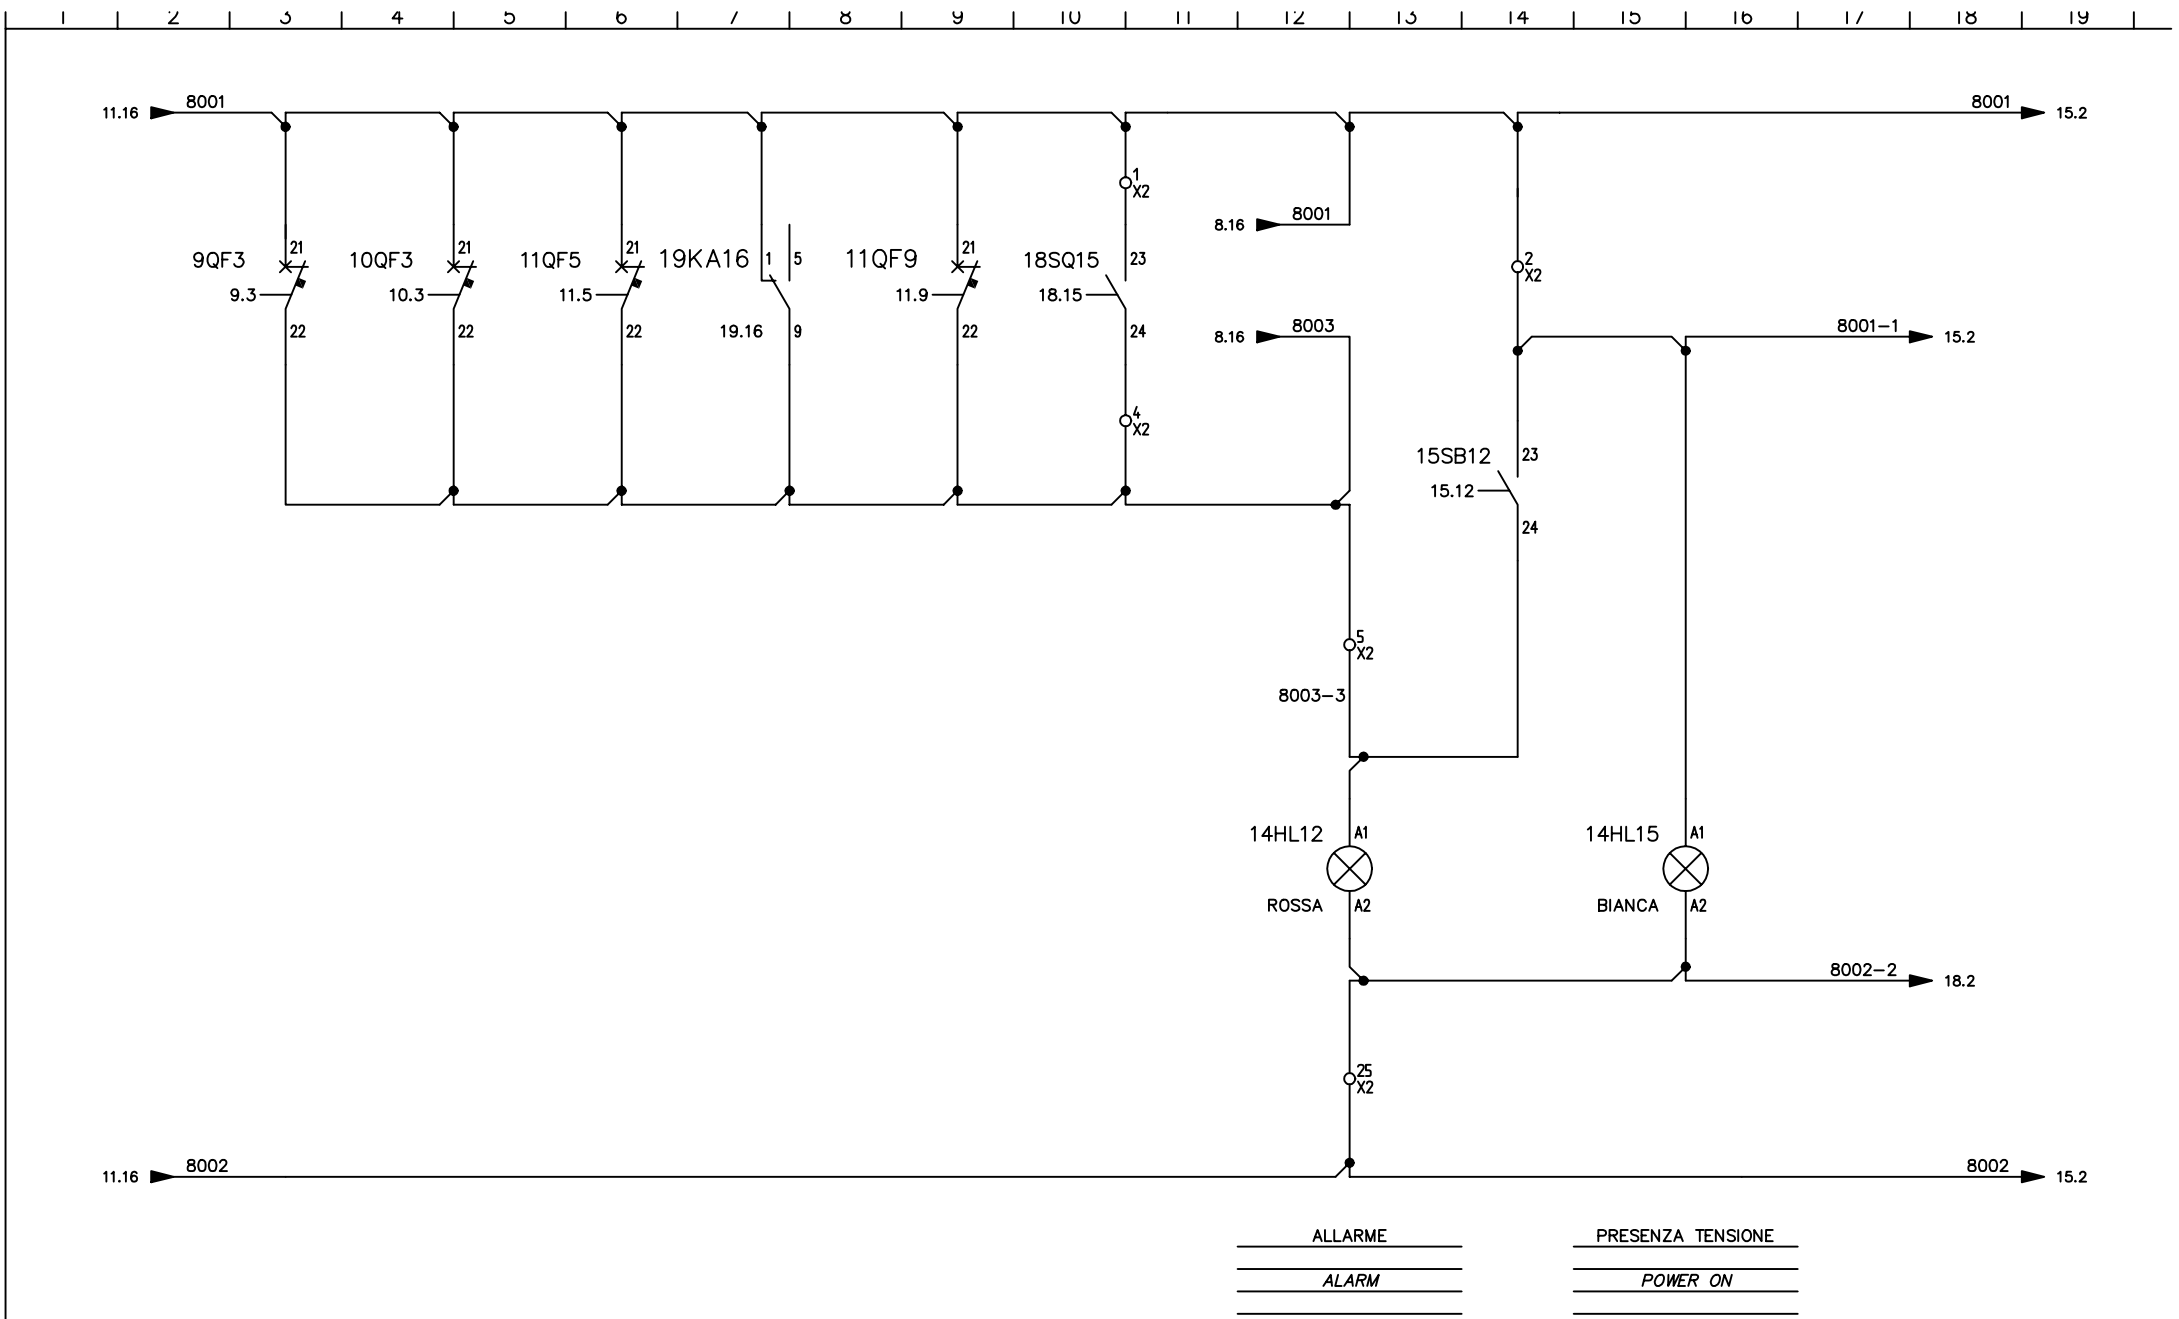 1 2 3 4 5 6 7 8 9 10 11 12 13 14 15 16 17 18 19
11.16 8001 8001 15.2
1
X2
8.16 8001
9QF3 21 10QF3 21 11QF5 21 19KA16 1 5 11QF9 21 18SQ15 23 2
X2
9.3 10.3 11.5 11.9 18.15
22 22 22 19.16 9 22 24 8.16 8003 8001-1 15.2
4
X2
15SB12 23
15.12
24
5
X2
8003-3
14HL12 A1 14HL15 A1
ROSSA A2 BIANCA A2
8002-2 18.2
25
X2
11.16 8002 8002 15.2
ALLARME PRESENZA TENSIONE
ALARM POWER ON